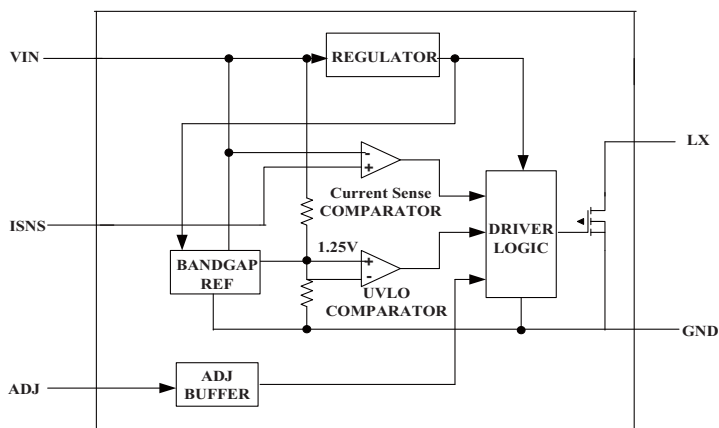 VIN
REGULATOR
LX
-
+
Current Sense
COMPARATOR
ISNS
DRIVER
LOGIC
1.25V
BANDGAP
REF
+
-
UVLO
COMPARATOR
GND
ADJ
ADJ
BUFFER